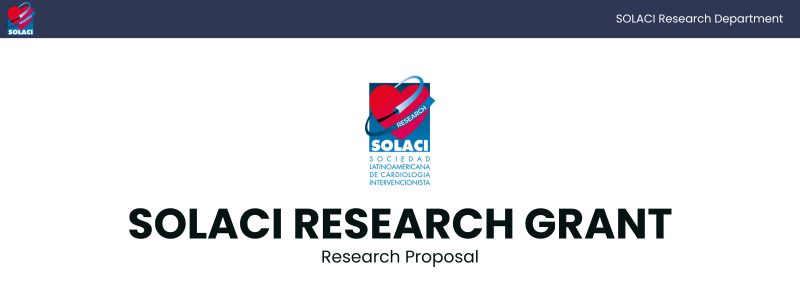 SOLACI
SOLACI Research Department
RESEARCH
SOLACI
SOCIEDAD
LATINOAMERICANA
DE CARDIOLOGIA
INTERVENCIONISTA
SOLACI RESEARCH GRANT
Research Proposal